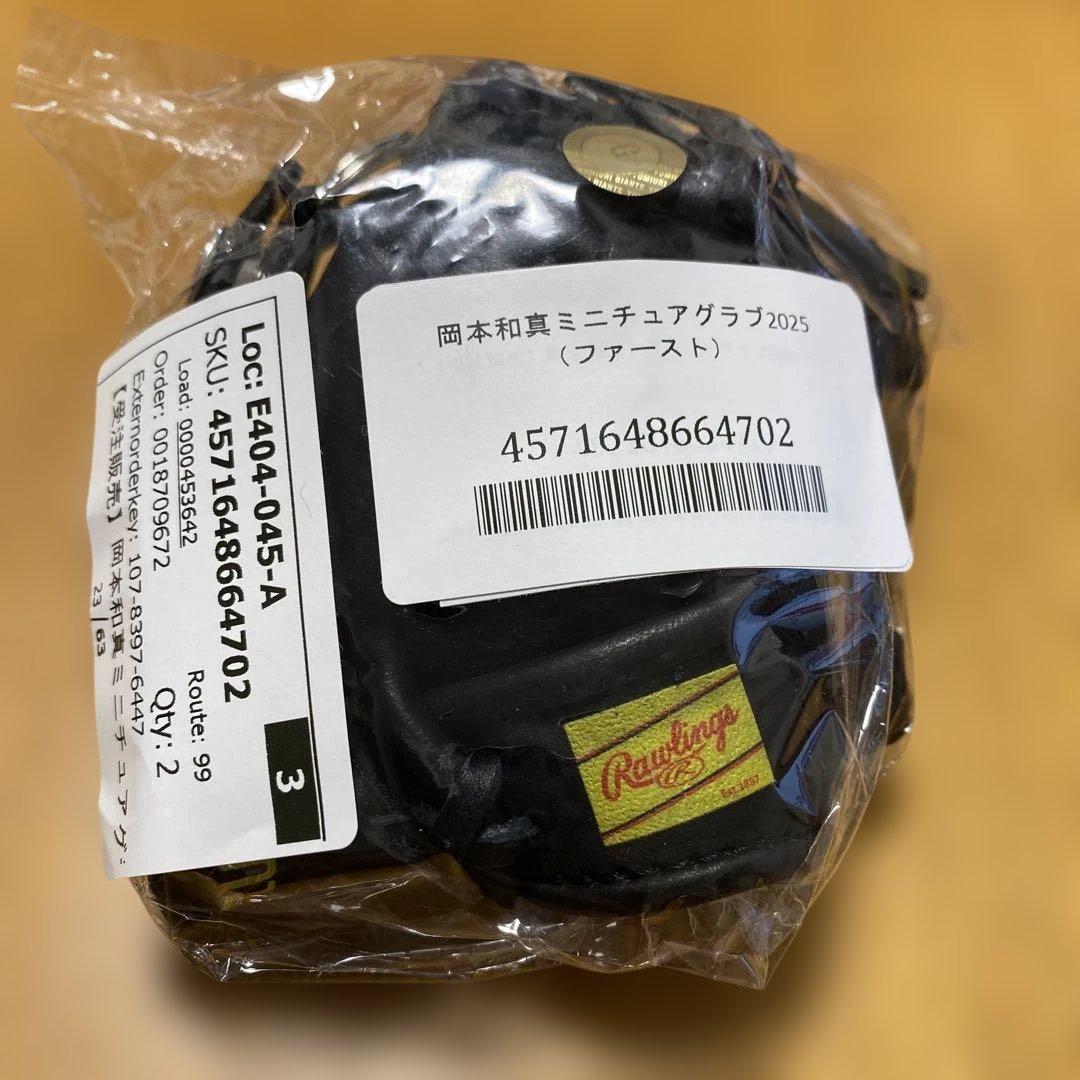 岡本和真ミニチュアグラブ2025
（ファースト）
4571648664702
Loc: E404-045-A
3
SKU: 4571648664702
Load: 0000453642
Route: 99
Order: 0018709672
Qty: 2
Externorderkey: 107-8397-6447
23/63
【受注販売】 岡本和真ミニチュアグ
Rawlings
R
Est. 1887
G